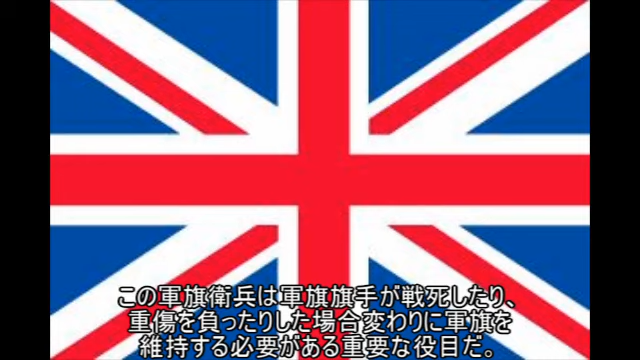 この軍旗衛兵は軍旗旗手が戦死したり、
重傷を負ったりした場合変わりに軍旗を
維持する必要がある重要な役目だ。